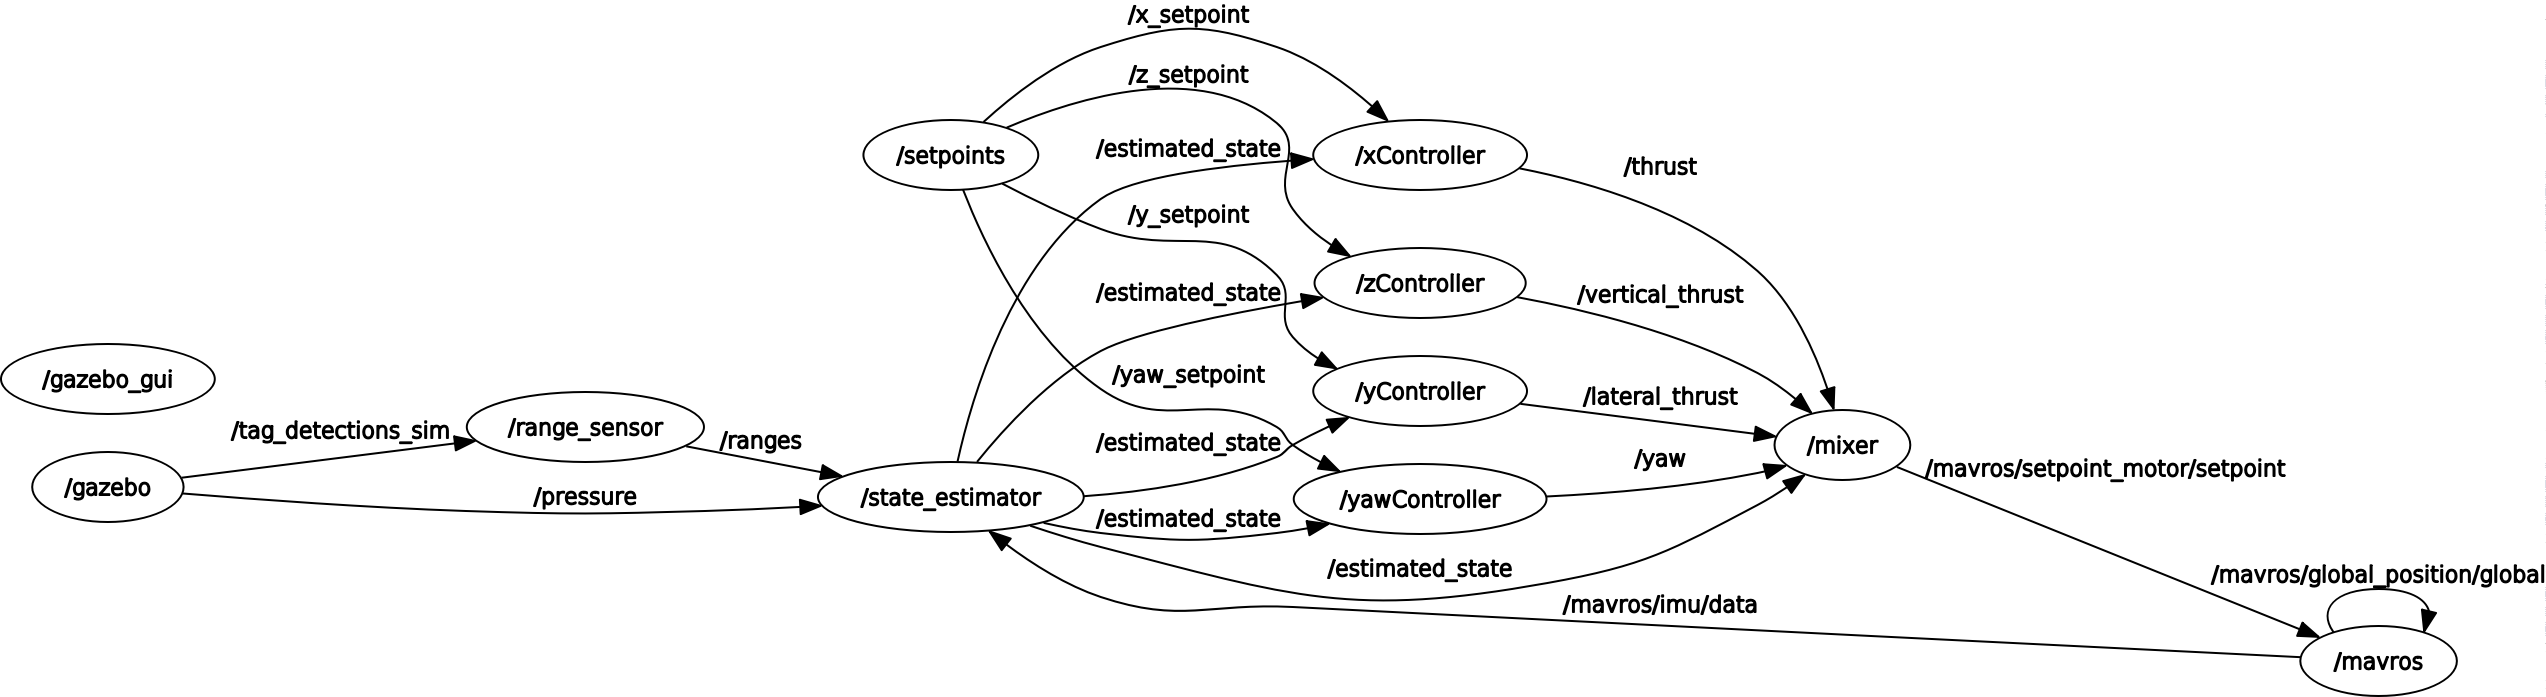 /x_setpoint
/z_setpoint
/estimated_state
/setpoints
/xController
/thrust
/y_setpoint
/estimated_state
/zController
/vertical_thrust
/gazebo_gui
/yaw_setpoint
/yController
/lateral_thrust
/tag_detections_sim
/range_sensor
/ranges
/estimated_state
/mixer
/gazebo
/pressure
/state_estimator
/yawController
/yaw
/mavros/setpoint_motor/setpoint
/estimated_state
/estimated_state
/mavros/imu/data
/mavros/global_position/global
/mavros